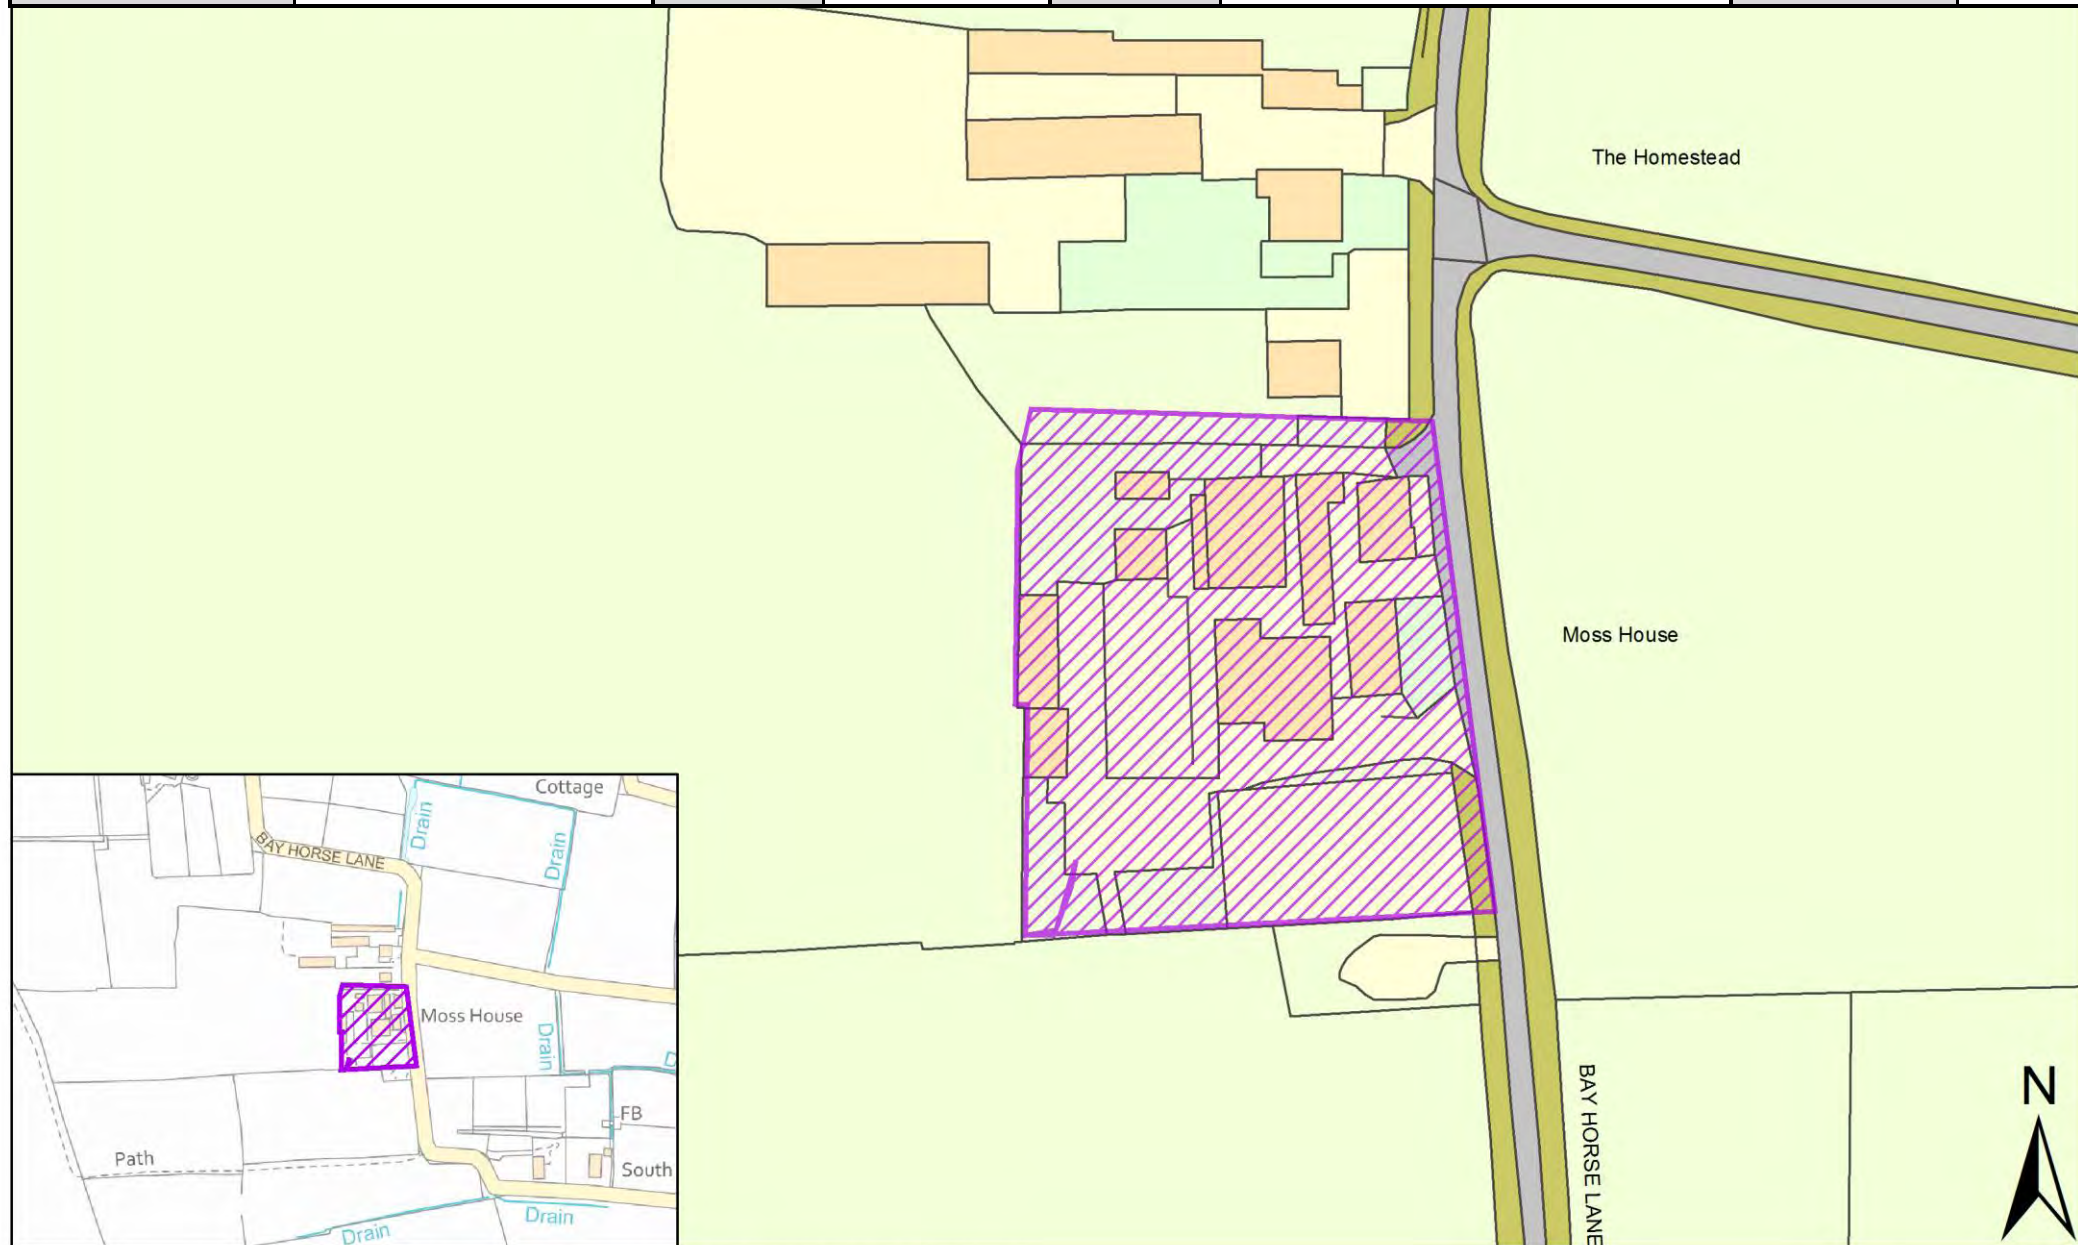 The Homestead
Moss House
BAY HORSE LANE
N
Cottage
Drain
Drain
BAY HORSE LANE
Moss House
Drain
D
FB
Path
South
Drain
Drain